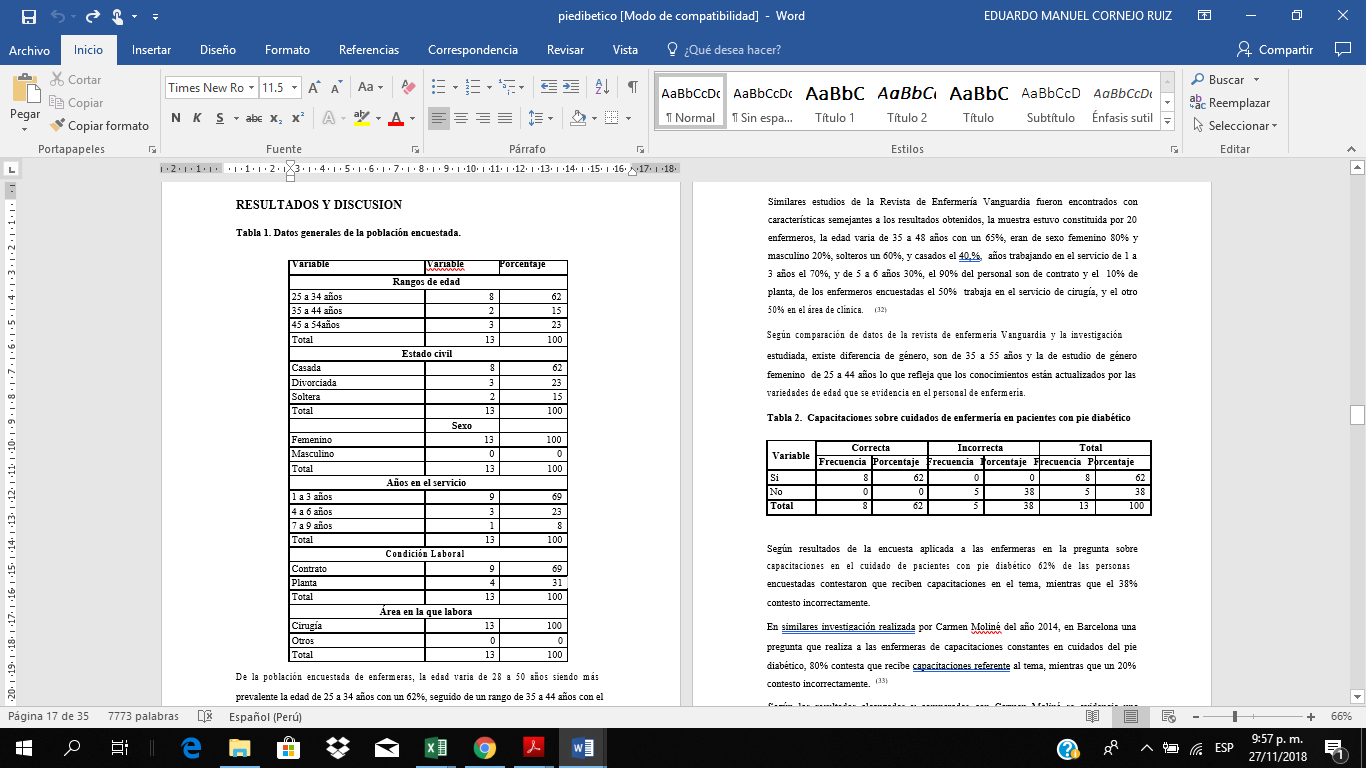 piedibetico [Modo de compatibilidad] - Word
EDUARDO MANUEL CORNEJO RUIZ
Archivo Inicio Insertar Diseño Formato Referencias Correspondencia Revisar Vista ¿Qué desea hacer? Compartir
Pegar
Cortar
Copiar
Copiar formato
Portapapeles
Times New Ro 11.5
N K S abc x₂ x²
Fuente
Párrafo
AaBbCcDc AaBbCcDc AaBbC AaBbCc AaBbC AaBbCcD AaBbCcDc
¶ Normal ¶ Sin espa... Título 1 Título 2 Título Subtítulo Énfasis sutil
Estilos
Buscar
Reemplazar
Seleccionar
Editar
RESULTADOS Y DISCUSION
Tabla 1. Datos generales de la población encuestada.
Variable Variable Porcentaje
Rangos de edad
25 a 34 años 8 62
35 a 44 años 2 15
45 a 54años 3 23
Total 13 100
Estado civil
Casada 8 62
Divorciada 3 23
Soltera 2 15
Total 13 100
Sexo
Femenino 13 100
Masculino 0 0
Total 13 100
Años en el servicio
1 a 3 años 9 69
4 a 6 años 3 23
7 a 9 años 1 8
Total 13 100
Condición Laboral
Contrato 9 69
Planta 4 31
Total 13 100
Área en la que labora
Cirugía 13 100
Otros 0 0
Total 13 100
De la población encuestada de enfermeras, la edad varia de 28 a 50 años siendo más
prevalente la edad de 25 a 34 años con un 62%, seguido de un rango de 35 a 44 años con el
Similares estudios de la Revista de Enfermería Vanguardia fueron encontrados con
características semejantes a los resultados obtenidos, la muestra estuvo constituida por 20
enfermeros, la edad varia de 35 a 48 años con un 65%, eran de sexo femenino 80% y
masculino 20%, solteros un 60%, y casados el 40,%, años trabajando en el servicio de 1 a
3 años el 70%, y de 5 a 6 años 30%, el 90% del personal son de contrato y el 10% de
planta, de los enfermeros encuestadas el 50% trabaja en el servicio de cirugía, y el otro
50% en el área de clínica. (32)
Según comparación de datos de la revista de enfermería Vanguardia y la investigación
estudiada, existe diferencia de género, son de 35 a 55 años y la de estudio de género
femenino de 25 a 44 años lo que refleja que los conocimientos están actualizados por las
variedades de edad que se evidencia en el personal de enfermería.
Tabla 2. Capacitaciones sobre cuidados de enfermería en pacientes con pie diabético
Variable Correcta Incorrecta Total
Frecuencia Porcentaje Frecuencia Porcentaje Frecuencia Porcentaje
Si 8 62 0 0 8 62
No 0 0 5 38 5 38
Total 8 62 5 38 13 100
Según resultados de la encuesta aplicada a las enfermeras en la pregunta sobre
capacitaciones en el cuidado de pacientes con pie diabético 62% de las personas
encuestadas contestaron que reciben capacitaciones en el tema, mientras que el 38%
contesto incorrectamente.
En similares investigación realizada por Carmen Moliné del año 2014, en Barcelona una
pregunta que realiza a las enfermeras de capacitaciones constantes en cuidados del pie
diabético, 80% contesta que recibe capacitaciones referente al tema, mientras que un 20%
contesto incorrectamente. (33)
Página 17 de 35 7773 palabras Español (Perú) 66%
ESP 9:57 p. m.
27/11/2018